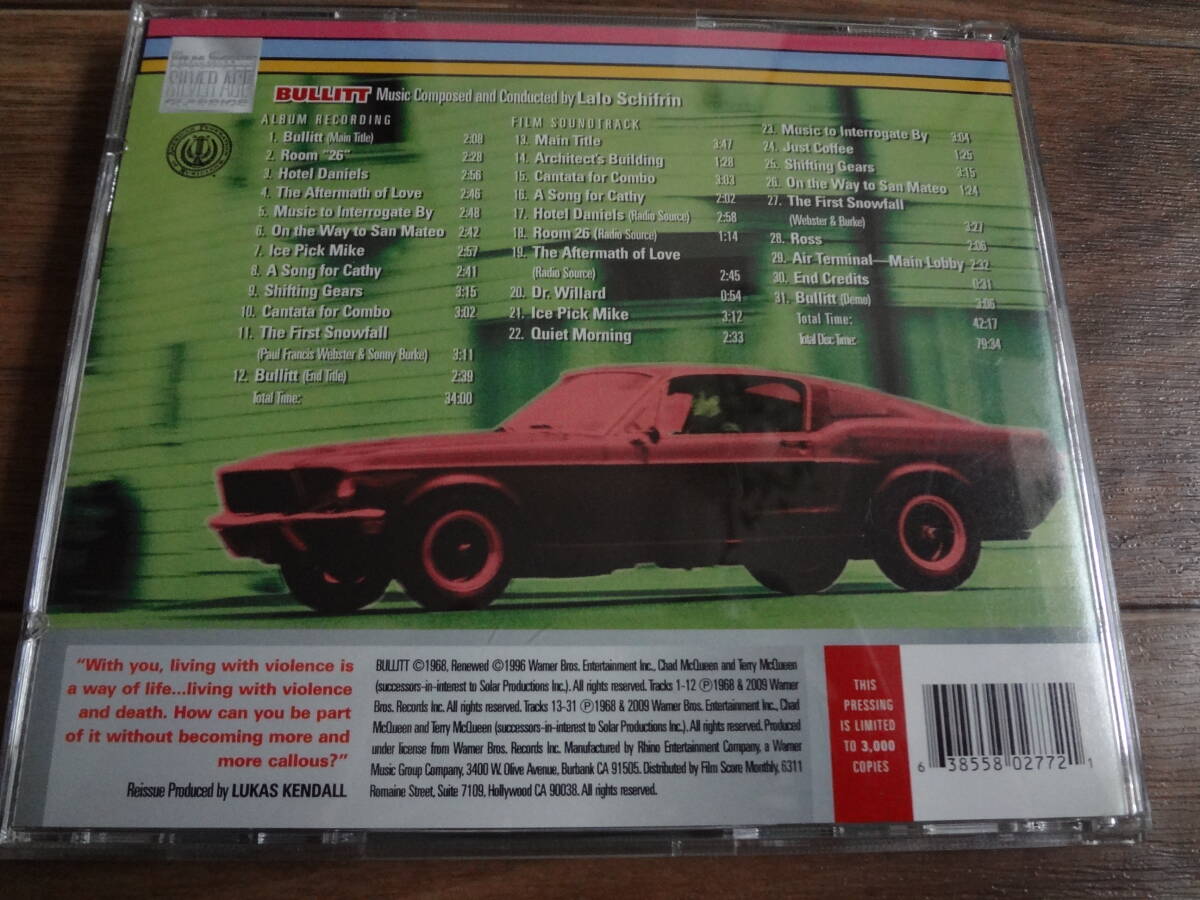 SILVER AGE
CLASSICS
BULLITT Music Composed and Conducted by Lalo Schifrin
ALBUM RECORDING
1. Bullitt (Main Title) 2:08
2. Room "26" 2:28
3. Hotel Daniels 2:56
4. The Aftermath of Love 2:46
5. Music to Interrogate By 2:48
6. On the Way to San Mateo 2:42
7. Ice Pick Mike 2:57
8. A Song for Cathy 2:41
9. Shifting Gears 3:15
10. Cantata for Combo 3:02
11. The First Snowfall
(Paul Francis Webster & Sonny Burke) 3:11
12. Bullitt (End Title) 2:39
Total Time: 34:00
FILM SOUNDTRACK
13. Main Title 3:47
14. Architect's Building 1:28
15. Cantata for Combo 3:03
16. A Song for Cathy 2:02
17. Hotel Daniels (Radio Source) 2:58
18. Room 26 (Radio Source) 1:14
19. The Aftermath of Love
(Radio Source) 2:45
20. Dr. Willard 0:54
21. Ice Pick Mike 3:12
22. Quiet Morning 2:33
23. Music to Interrogate By 3:04
24. Just Coffee 1:25
25. Shifting Gears 3:15
26. On the Way to San Mateo 1:24
27. The First Snowfall
(Webster & Burke) 3:27
28. Ross 2:06
29. Air Terminal—Main Lobby 2:32
30. End Credits 0:31
31. Bullitt (Demo) 3:06
Total Time: 42:17
Total Disc Time: 79:34
"With you, living with violence is
a way of life...living with violence
and death. How can you be part
of it without becoming more and
more callous?"
Reissue Produced by LUKAS KENDALL
BULLITT ©1968, Renewed ©1996 Warner Bros. Entertainment Inc., Chad McQueen and Terry McQueen
(successors-in-interest to Solar Productions Inc.). All rights reserved. Tracks 1-12 ℗1968 & 2009 Warner
Bros. Records Inc. All rights reserved. Tracks 13-31 ℗1968 & 2009 Warner Bros. Entertainment Inc., Chad
McQueen and Terry McQueen (successors-in-interest to Solar Productions Inc.). All rights reserved. Produced
under license from Warner Bros. Records Inc. Manufactured by Rhino Entertainment Company, a Warner
Music Group Company, 3400 W. Olive Avenue, Burbank CA 91505. Distributed by Film Score Monthly, 6311
Romaine Street, Suite 7109, Hollywood CA 90038. All rights reserved.
THIS
PRESSING
IS LIMITED
TO 3,000
COPIES
6 38558 02772 1